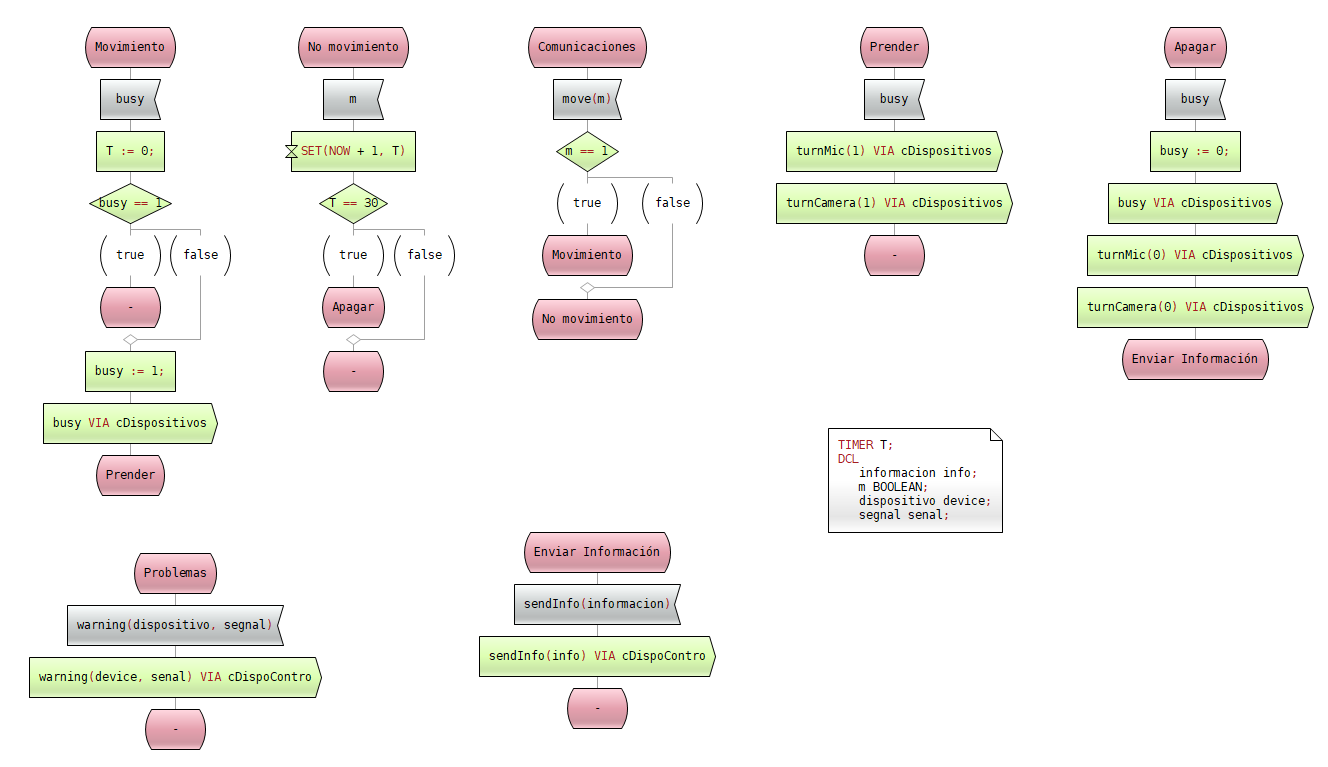 Movimiento
busy
T := 0;
busy == 1
true
false
-
busy := 1;
busy VIA cDispositivos
Prender
No movimiento
m
SET(NOW + 1, T)
T == 30
true
false
Apagar
-
Comunicaciones
move(m)
m == 1
true
false
Movimiento
No movimiento
Prender
busy
turnMic(1) VIA cDispositivos
turnCamera(1) VIA cDispositivos
-
Apagar
busy
busy := 0;
busy VIA cDispositivos
turnMic(0) VIA cDispositivos
turnCamera(0) VIA cDispositivos
Enviar Información
TIMER T;
DCL
informacion info;
m BOOLEAN;
dispositivo device;
segnal senal;
Problemas
warning(dispositivo, segnal)
warning(device, senal) VIA cDispoContro
-
Enviar Información
sendInfo(informacion)
sendInfo(info) VIA cDispoContro
-